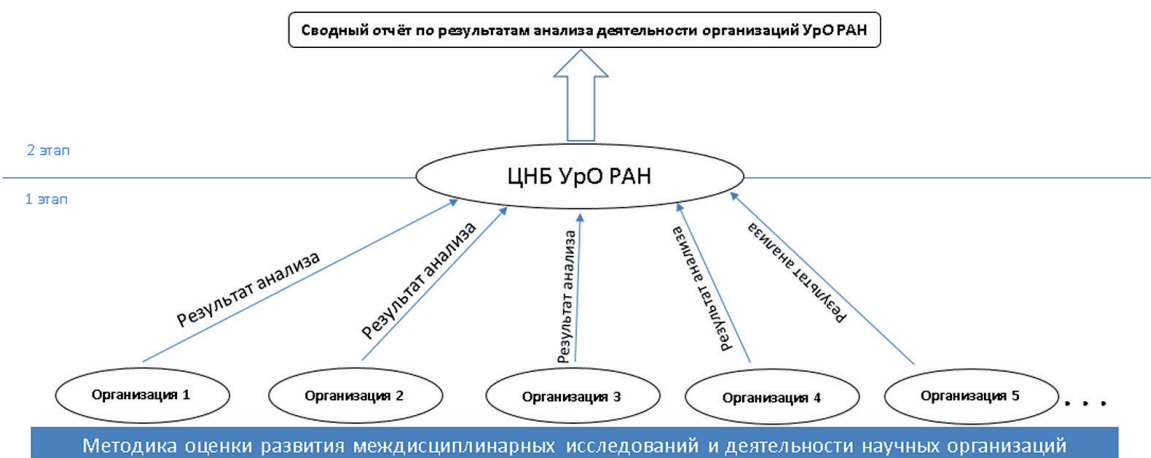 Сводный отчёт по результатам анализа деятельности организаций УрО РАН
2 этап
ЦНБ УрО РАН
1 этап
Результат анализа
Результат анализа
Результат анализа
Результат анализа
Результат анализа
Организация 1
Организация 2
Организация 3
Организация 4
Организация 5
. . .
Методика оценки развития междисциплинарных исследований и деятельности научных организаций